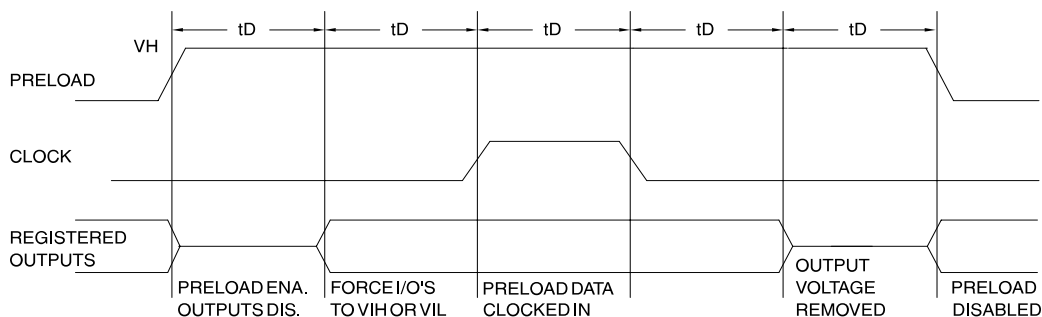 tD tD tD tD tD
VH
PRELOAD
CLOCK
REGISTERED
OUTPUTS
PRELOAD ENA.
OUTPUTS DIS.
FORCE I/O'S
TO VIH OR VIL
PRELOAD DATA
CLOCKED IN
OUTPUT
VOLTAGE
REMOVED
PRELOAD
DISABLED